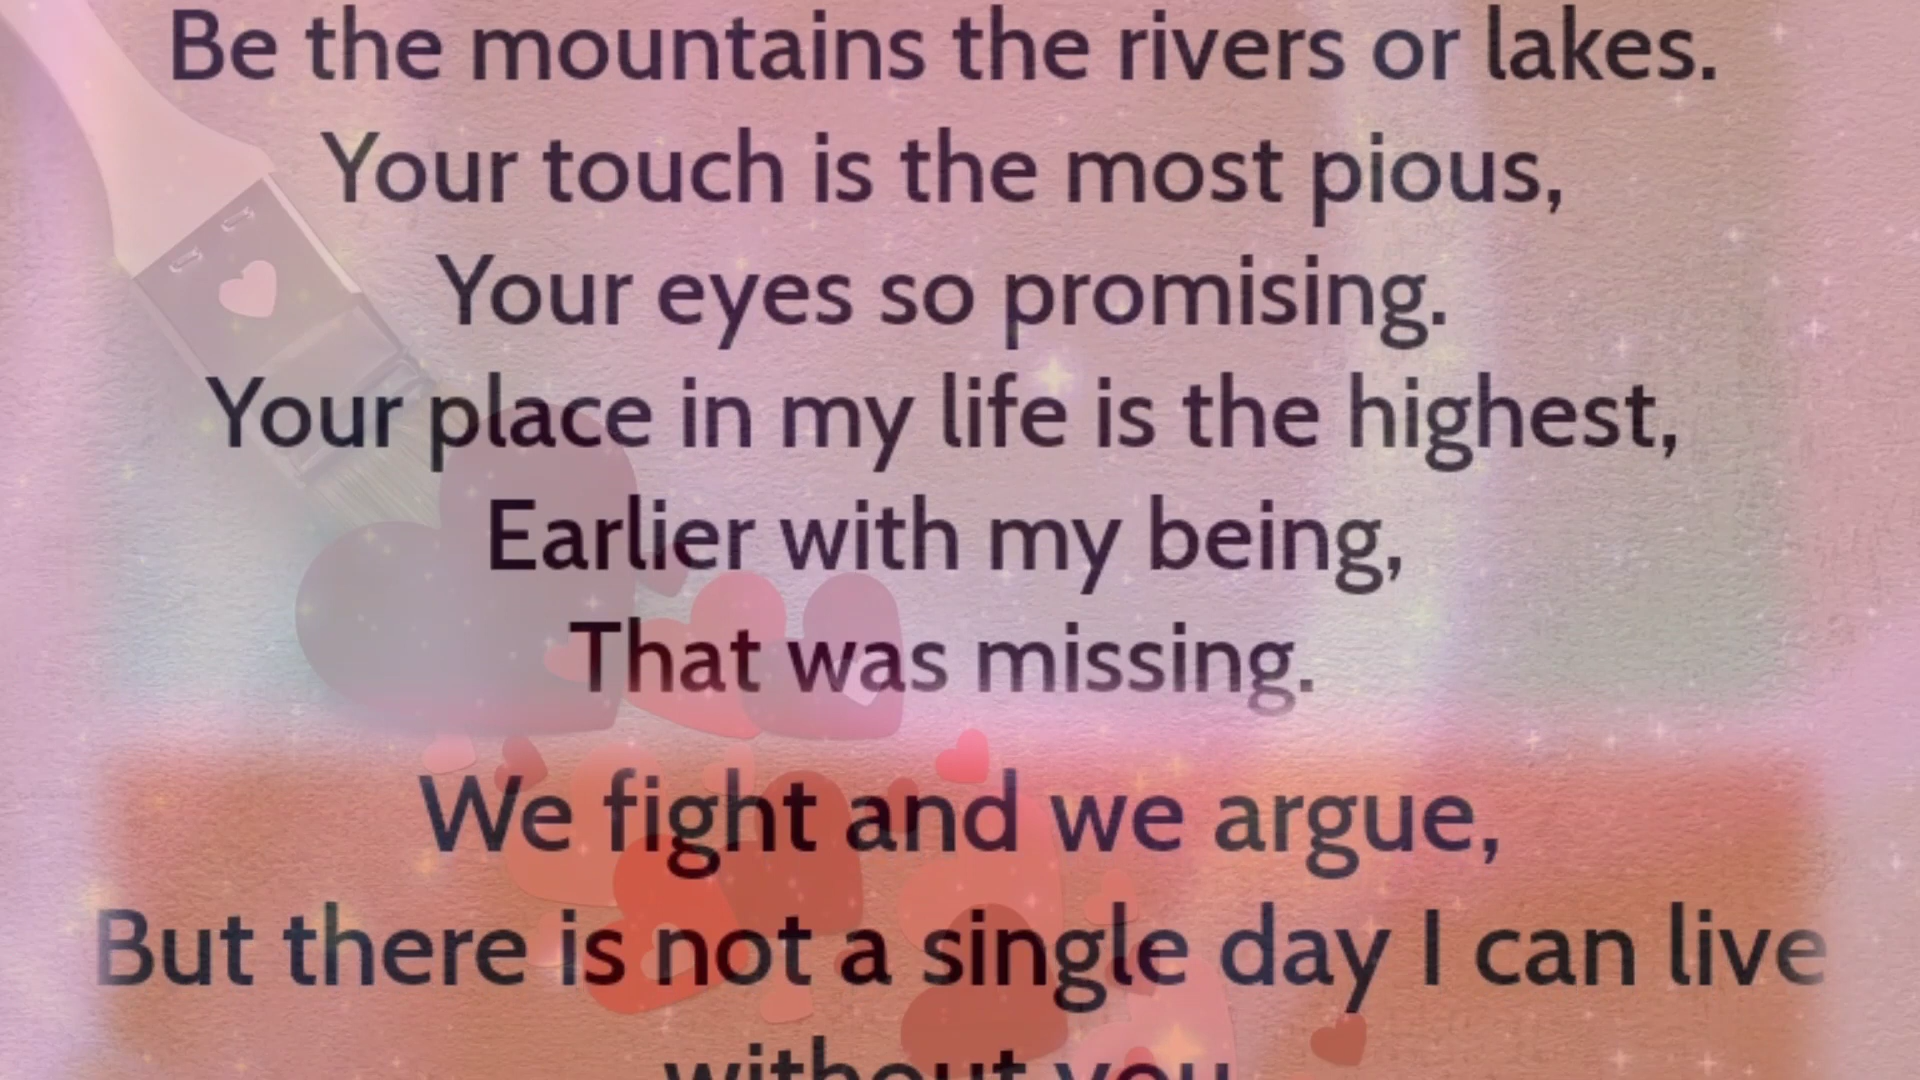 Be the mountains the rivers or lakes.
Your touch is the most pious,
Your eyes so promising.
Your place in my life is the highest,
Earlier with my being,
That was missing.
We fight and we argue,
But there is not a single day I can live
without you